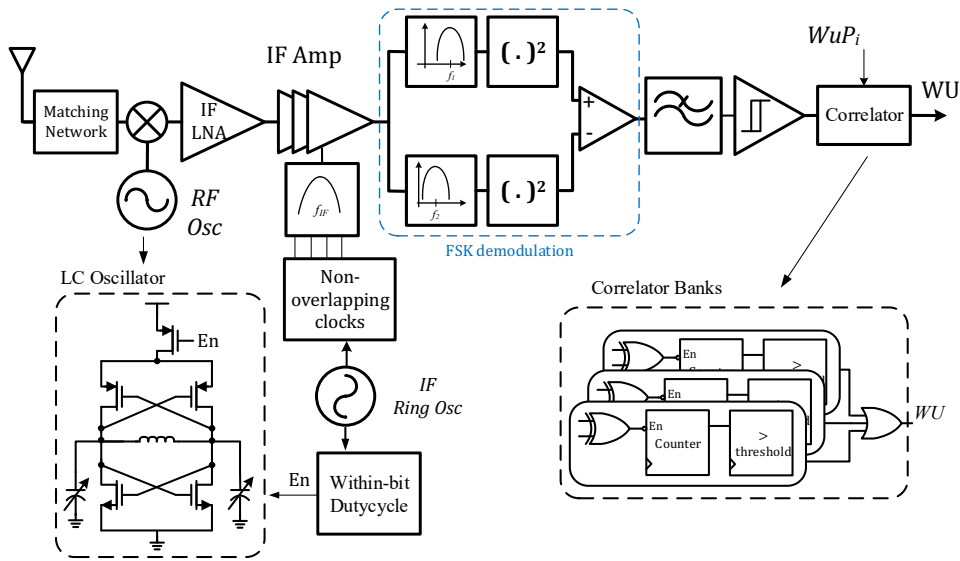 WuPᵢ
IF Amp
WU
Matching
Network
IF
LNA
f₁
( . )²
+
-
f₂
( . )²
Correlator
RF
Osc
f_IF
FSK demodulation
LC Oscillator
Non-
overlapping
clocks
Correlator Banks
En
IF
Ring Osc
En
>
En
En
Counter
>
threshold
WU
En
Within-bit
Dutycycle